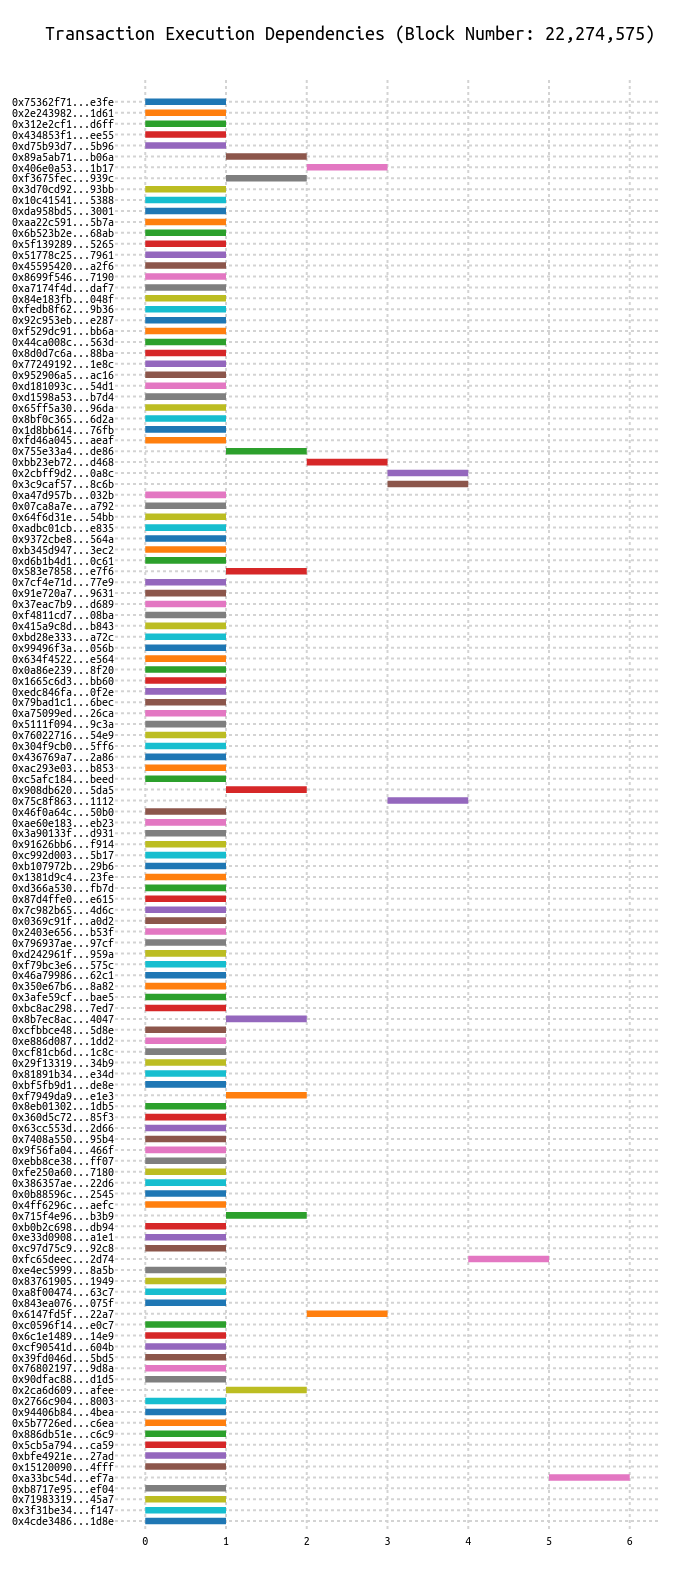 Transaction Execution Dependencies (Block Number: 22,274,575)
0x75362f71...e3fe
0x2e243982...1d61
0x312e2cf1...d6ff
0x434853f1...ee55
0xd75b93d7...5b96
0x89a5ab71...b06a
0x406e0a53...1b17
0xf3675fec...939c
0x3d70cd92...93bb
0x10c41541...5388
0xda958bd5...3001
0xaa22c591...5b7a
0x6b523b2e...68ab
0x5f139289...5265
0x51778c25...7961
0x45595420...a2f6
0x8699f546...7190
0xa7174f4d...daf7
0x84e183fb...048f
0xfedb8f62...9b36
0x92c953eb...e287
0xf529dc91...bb6a
0x44ca008c...563d
0x8d0d7c6a...88ba
0x77249192...1e8c
0x952906a5...ac16
0xd181093c...54d1
0xd1598a53...b7d4
0x65ff5a30...96da
0x8bf0c365...6d2a
0x1d8bb614...76fb
0xfd46a045...aeaf
0x755e33a4...de86
0xbb23eb72...d468
0x2cbff9d2...0a8c
0x3c9caf57...8c6b
0xa47d957b...032b
0x07ca8a7e...a792
0x64f6d31e...54bb
0xadbc01cb...e835
0x9372cbe8...564a
0xb345d947...3ec2
0xd6b1b4d1...0c61
0x583e7858...e7f6
0x7cf4e71d...77e9
0x91e720a7...9631
0x37eac7b9...d689
0xf4811cd7...08ba
0x415a9c8d...b843
0xbd28e333...a72c
0x99496f3a...056b
0x634f4522...e564
0x0a86e239...8f20
0x1665c6d3...bb60
0xedc846fa...0f2e
0x79bad1c1...6bec
0xa75099ed...26ca
0x5111f094...9c3a
0x76022716...54e9
0x304f9cb0...5ff6
0x436769a7...2a86
0xac293e03...b853
0xc5afc184...beed
0x908db620...5da5
0x75c8f863...1112
0x46f0a64c...50b0
0xae60e183...eb23
0x3a90133f...d931
0x91626bb6...f914
0xc992d003...5b17
0xb107972b...29b6
0x1381d9c4...23fe
0xd366a530...fb7d
0x87d4ffe0...e615
0x7c982b65...4d6c
0x0369c91f...a0d2
0x2403e656...b53f
0x796937ae...97cf
0xd242961f...959a
0xf79bc3e6...575c
0x46a79986...62c1
0x350e67b6...8a82
0x3afe59cf...bae5
0xbc8ac298...7ed7
0x8b7ec8ac...4047
0xcfbbce48...5d8e
0xe886d087...1dd2
0xcf81cb6d...1c8c
0x29f13319...34b9
0x81891b34...e34d
0xbf5fb9d1...de8e
0xf7949da9...e1e3
0x8eb01302...1db5
0x360d5c72...85f3
0x63cc553d...2d66
0x7408a550...95b4
0x9f56fa04...466f
0xebb8ce38...ff07
0xfe250a60...7180
0x386357ae...22d6
0x0b88596c...2545
0x4ff6296c...aefc
0x715f4e96...b3b9
0xb0b2c698...db94
0xe33d0908...a1e1
0xc97d75c9...92c8
0xfc65deec...2d74
0xe4ec5999...8a5b
0x83761905...1949
0xa8f00474...63c7
0x843ea076...075f
0x6147fd5f...22a7
0xc0596f14...e0c7
0x6c1e1489...14e9
0xcf90541d...604b
0x39fd046d...5bd5
0x76802197...9d8a
0x90dfac88...d1d5
0x2ca6d609...afee
0x2766c904...8003
0x94406b84...4bea
0x5b7726ed...c6ea
0x886db51e...c6c9
0x5cb5a794...ca59
0xbfe4921e...27ad
0x15120090...4fff
0xa33bc54d...ef7a
0xb8717e95...ef04
0x71983319...45a7
0x3f31be34...f147
0x4cde3486...1d8e
0 1 2 3 4 5 6